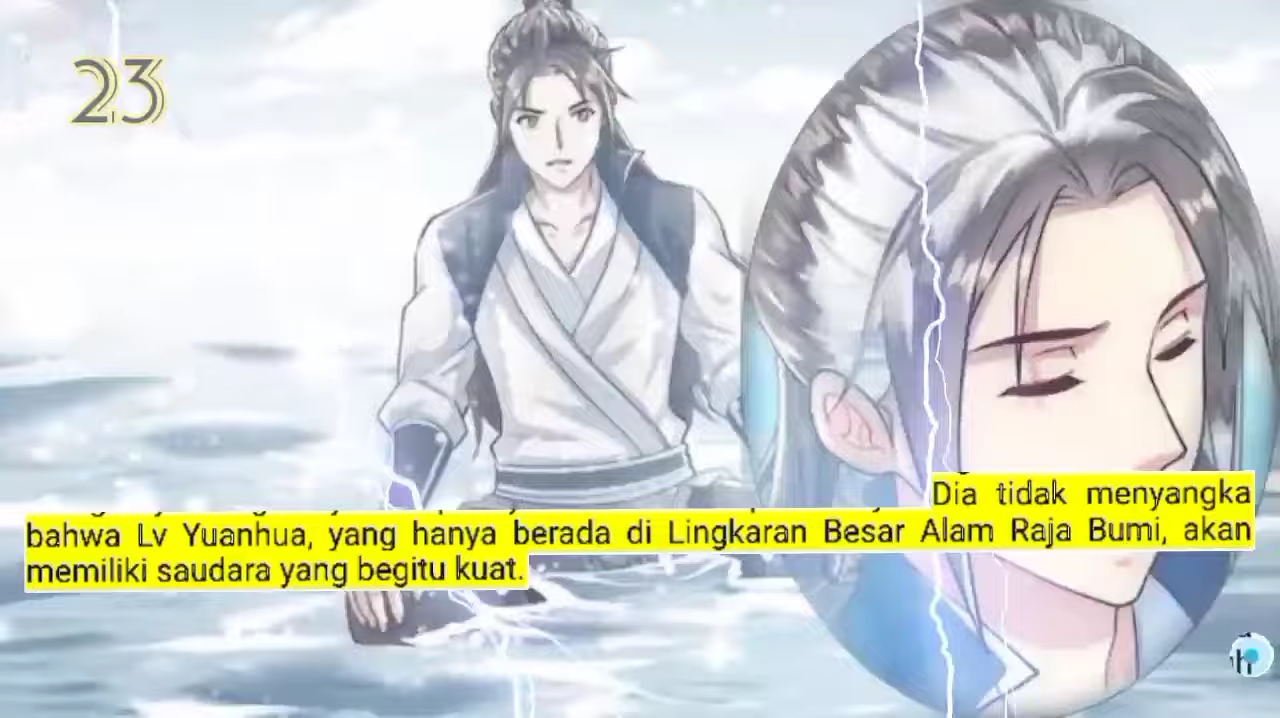 23
Dia tidak menyangka
bahwa Lv Yuanhua, yang hanya berada di Lingkaran Besar Alam Raja Bumi, akan
memiliki saudara yang begitu kuat.